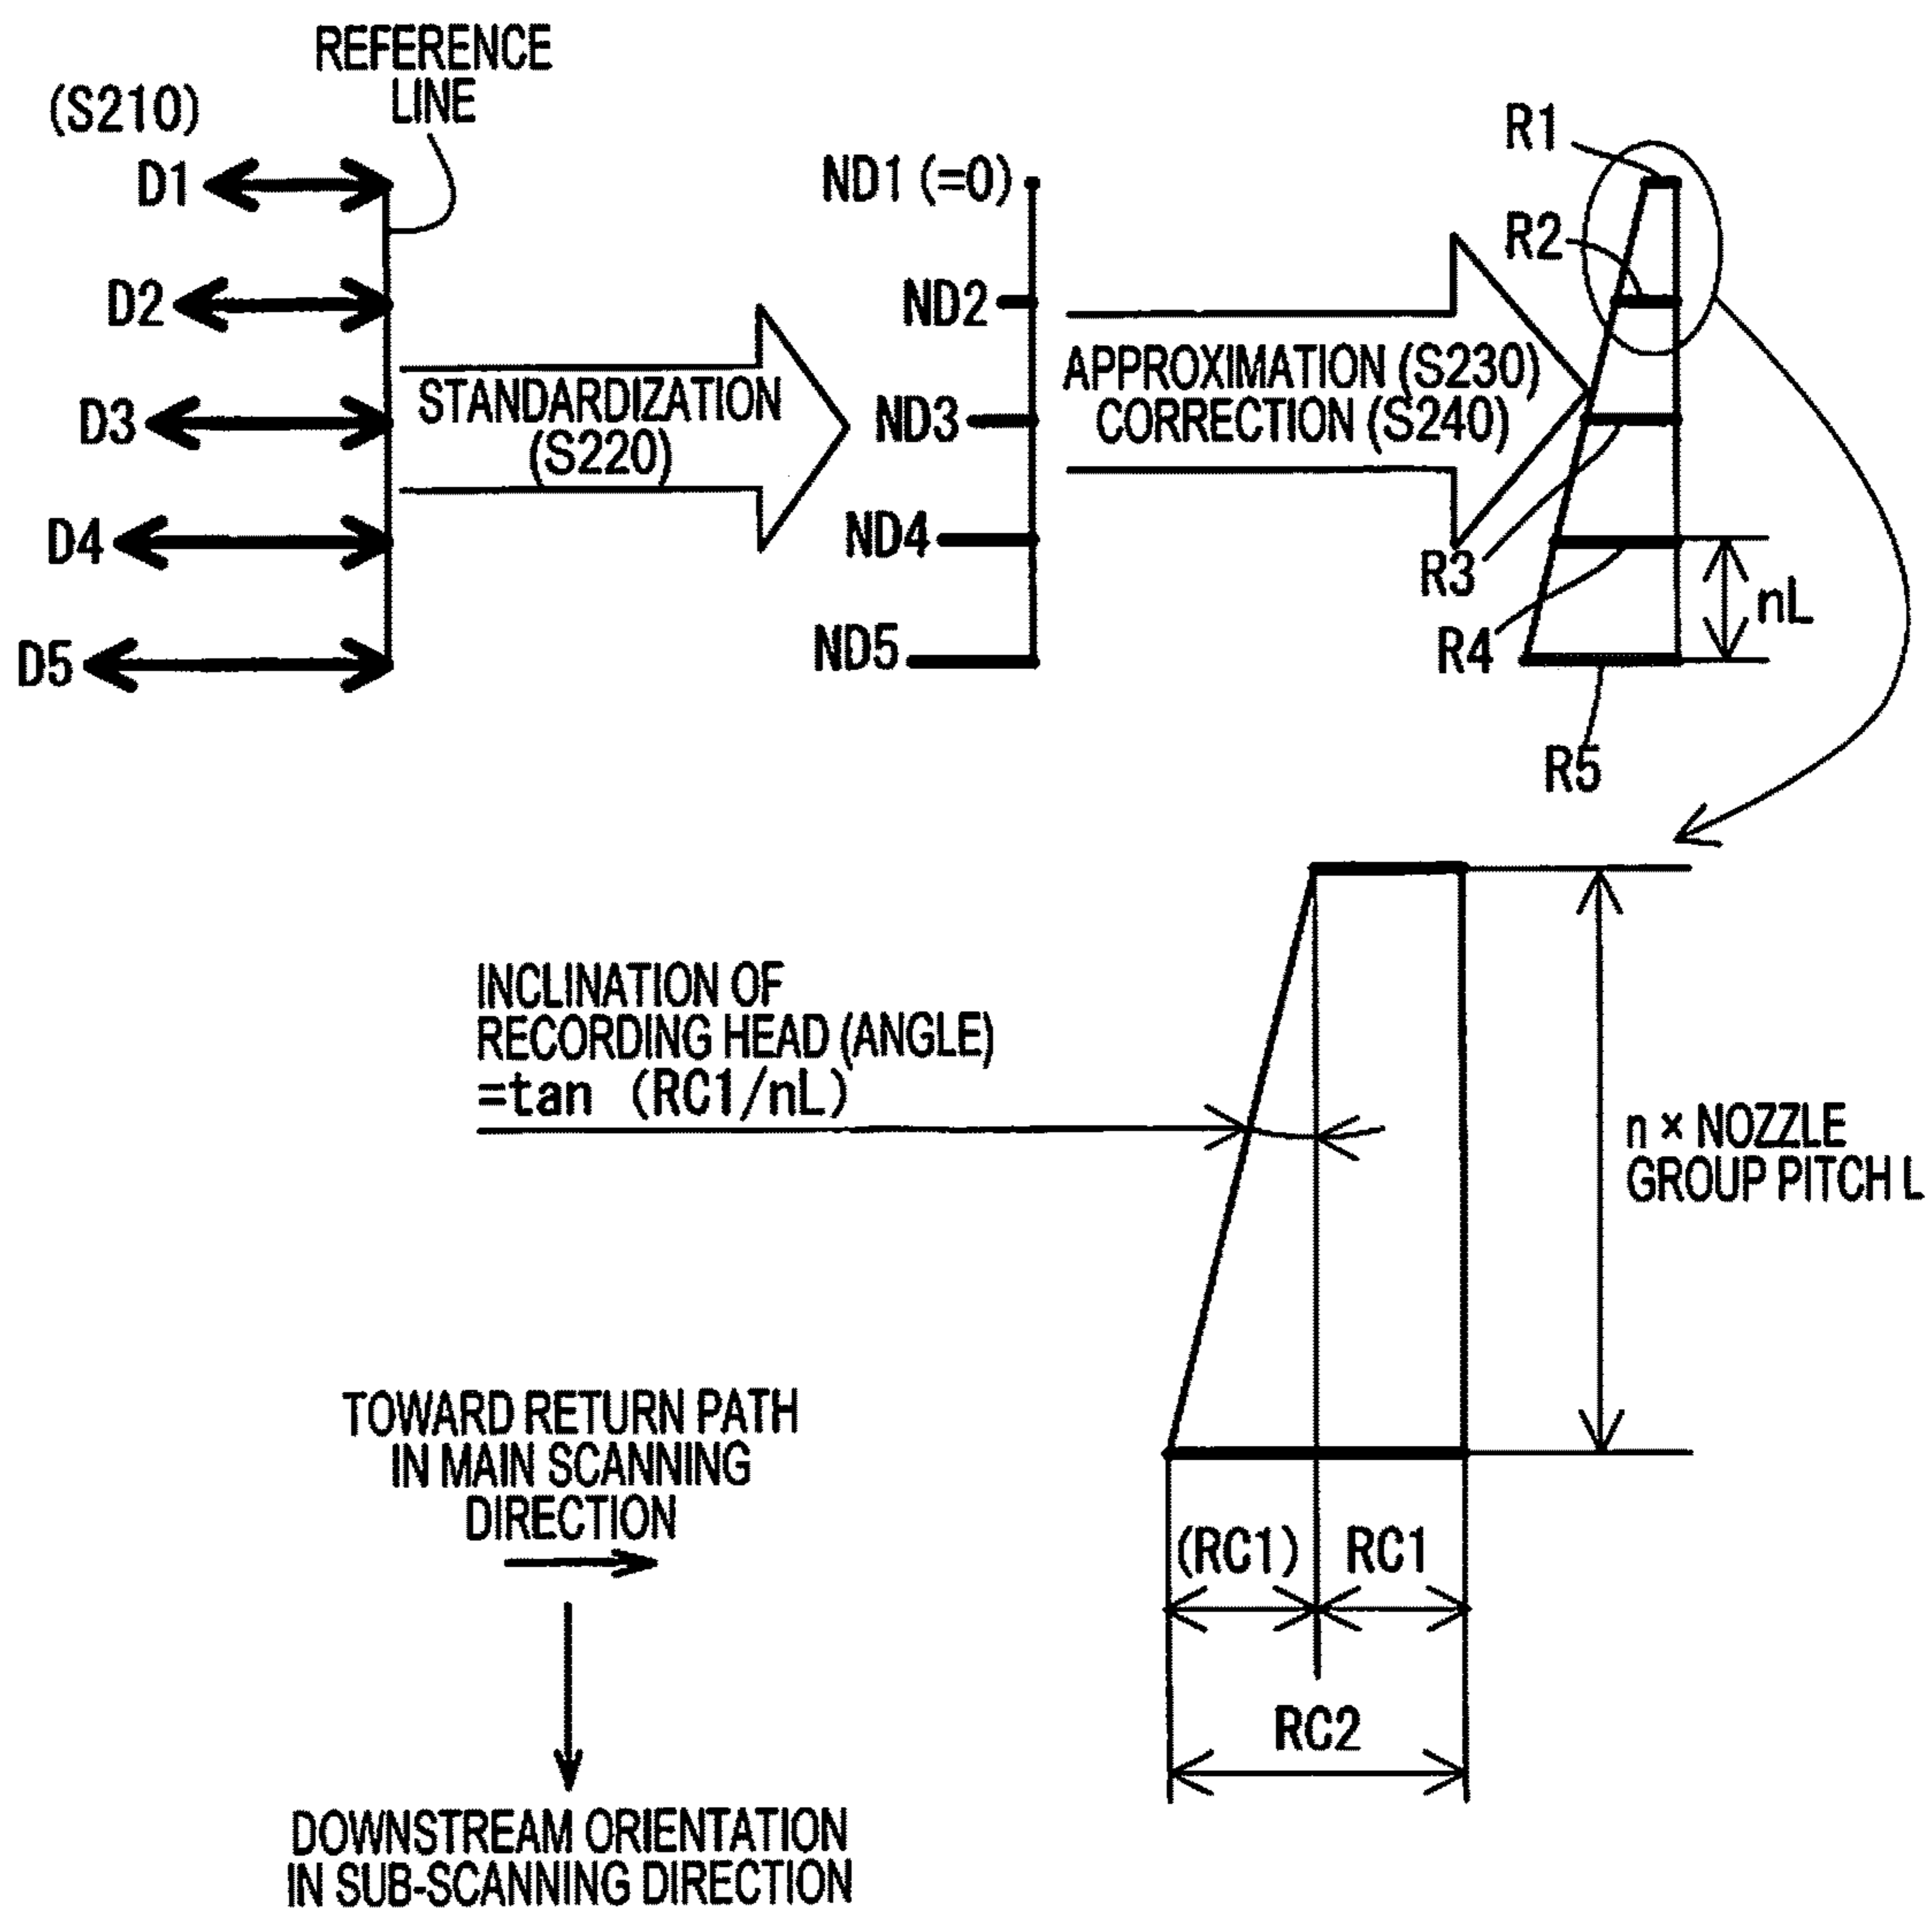 REFERENCE
LINE
(S210)
D1
D2
D3
D4
D5
STANDARDIZATION
(S220)
ND1 (=0)
ND2
ND3
ND4
ND5
APPROXIMATION (S230)
CORRECTION (S240)
R1
R2
R3
R4
R5
nL
INCLINATION OF
RECORDING HEAD (ANGLE)
=tan (RC1/nL)
n × NOZZLE
GROUP PITCH L
(RC1)
RC1
RC2
TOWARD RETURN PATH
IN MAIN SCANNING
DIRECTION
DOWNSTREAM ORIENTATION
IN SUB-SCANNING DIRECTION